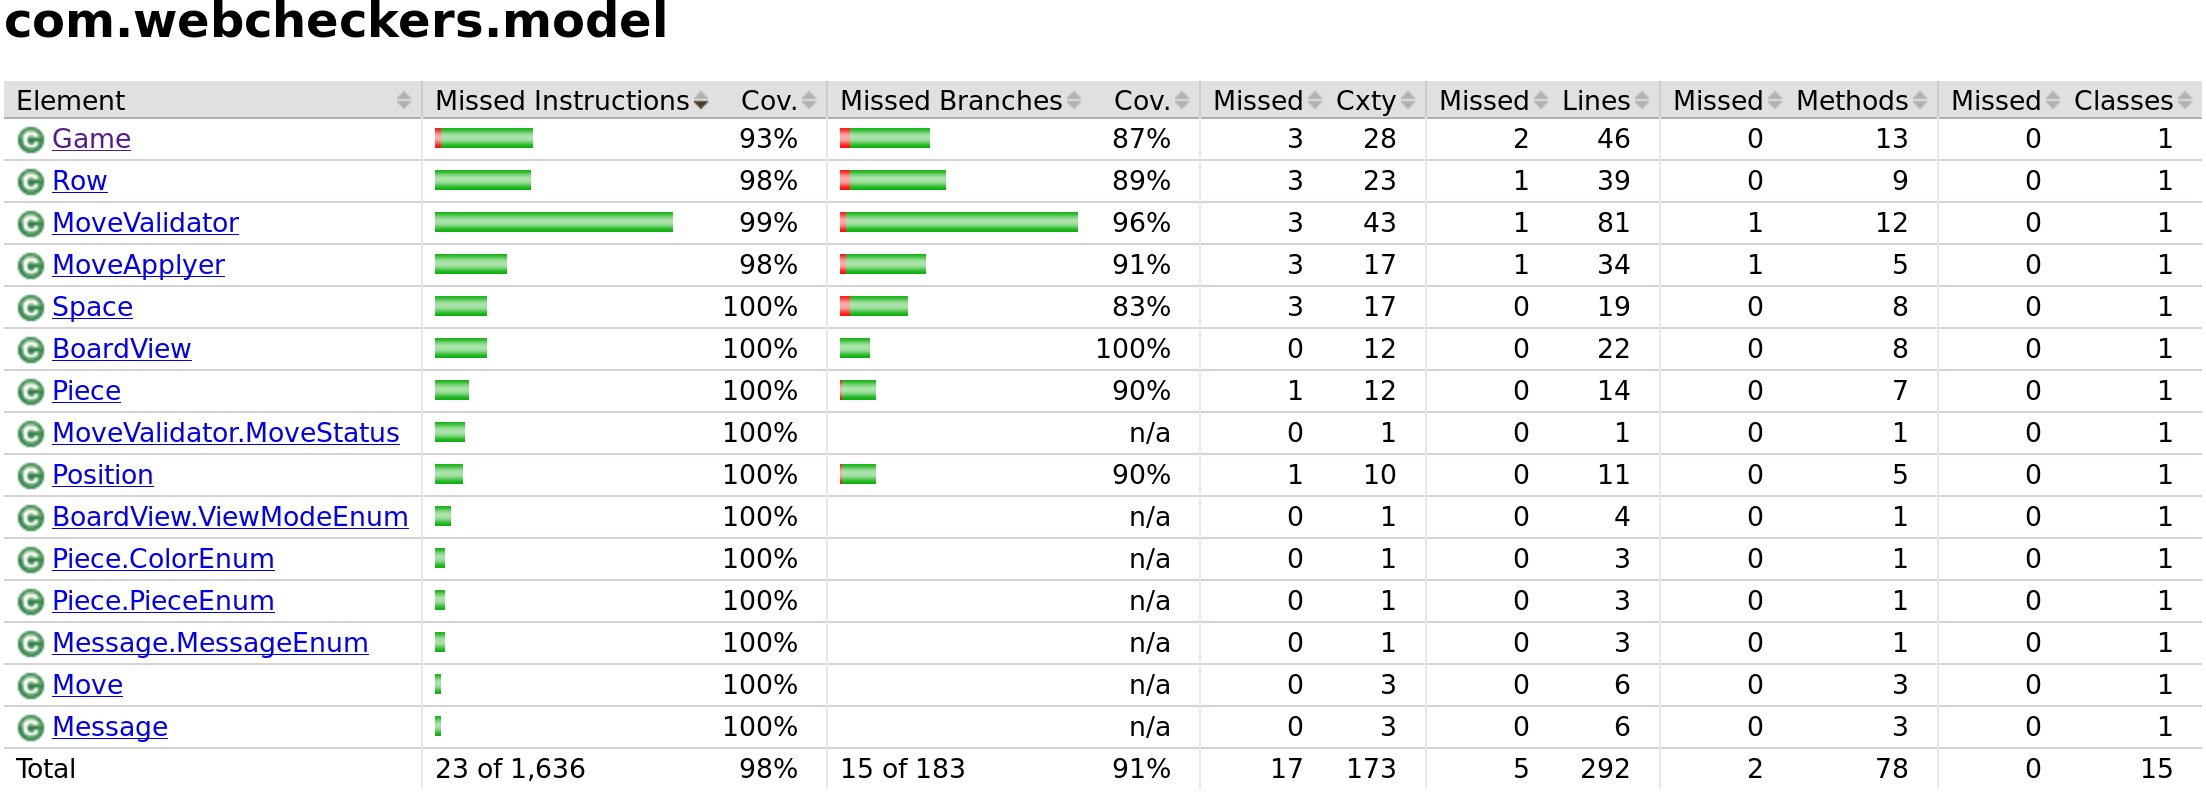 com.webcheckers.model
Element Missed Instructions Cov. Missed Branches Cov. Missed Cxty Missed Lines Missed Methods Missed Classes
C Game 93% 87% 3 28 2 46 0 13 0 1
C Row 98% 89% 3 23 1 39 0 9 0 1
C MoveValidator 99% 96% 3 43 1 81 1 12 0 1
C MoveApplyer 98% 91% 3 17 1 34 1 5 0 1
C Space 100% 83% 3 17 0 19 0 8 0 1
C BoardView 100% 100% 0 12 0 22 0 8 0 1
C Piece 100% 90% 1 12 0 14 0 7 0 1
C MoveValidator.MoveStatus 100% n/a 0 1 0 1 0 1 0 1
C Position 100% 90% 1 10 0 11 0 5 0 1
C BoardView.ViewModeEnum 100% n/a 0 1 0 4 0 1 0 1
C Piece.ColorEnum 100% n/a 0 1 0 3 0 1 0 1
C Piece.PieceEnum 100% n/a 0 1 0 3 0 1 0 1
C Message.MessageEnum 100% n/a 0 1 0 3 0 1 0 1
C Move 100% n/a 0 3 0 6 0 3 0 1
C Message 100% n/a 0 3 0 6 0 3 0 1
Total 23 of 1,636 98% 15 of 183 91% 17 173 5 292 2 78 0 15